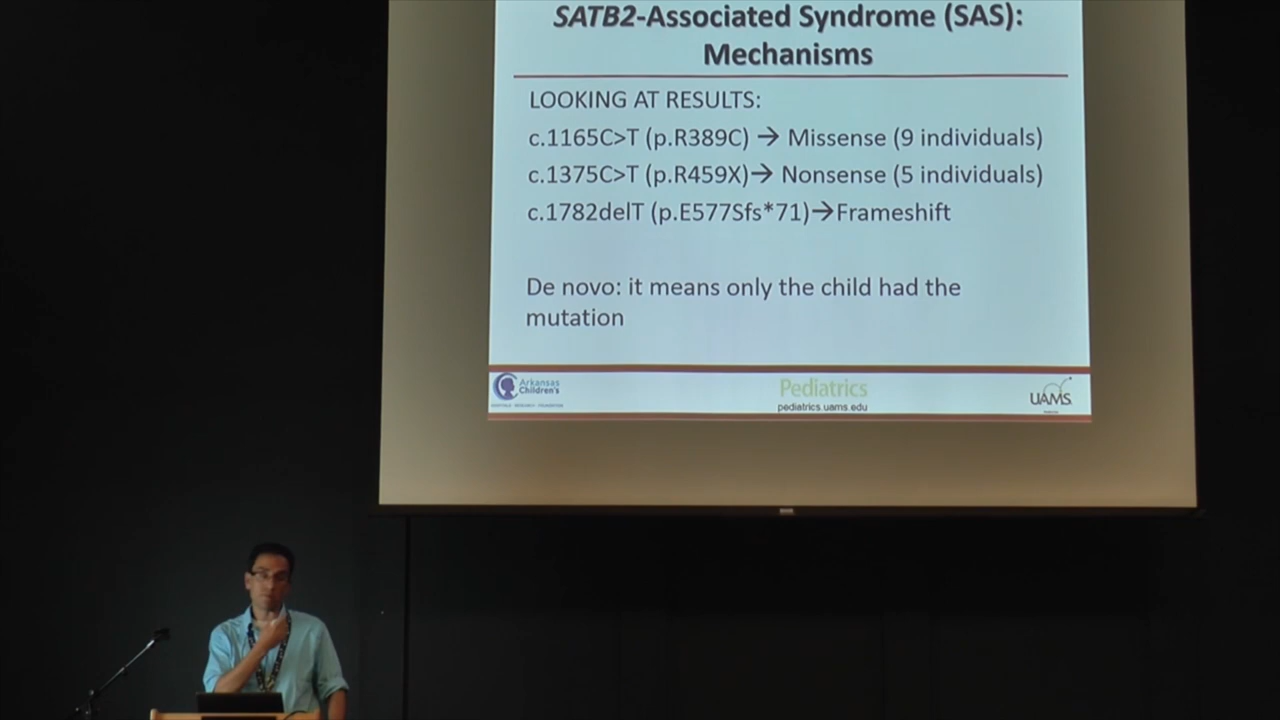 SATB2-Associated Syndrome (SAS):
Mechanisms
LOOKING AT RESULTS:
c.1165C>T (p.R389C) → Missense (9 individuals)
c.1375C>T (p.R459X)→ Nonsense (5 individuals)
c.1782delT (p.E577Sfs*71)→Frameshift
De novo: it means only the child had the
mutation
Arkansas
Children's
Pediatrics
pediatrics.uams.edu
UAMS